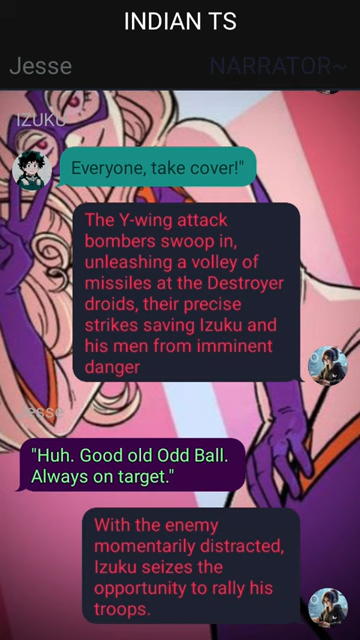 INDIAN TS
Jesse
NARRATOR~
IZUKU
Everyone, take cover!"
The Y-wing attack
bombers swoop in,
unleashing a volley of
missiles at the Destroyer
droids, their precise
strikes saving Izuku and
his men from imminent
danger
Jesse
"Huh. Good old Odd Ball.
Always on target."
With the enemy
momentarily distracted,
Izuku seizes the
opportunity to rally his
troops.